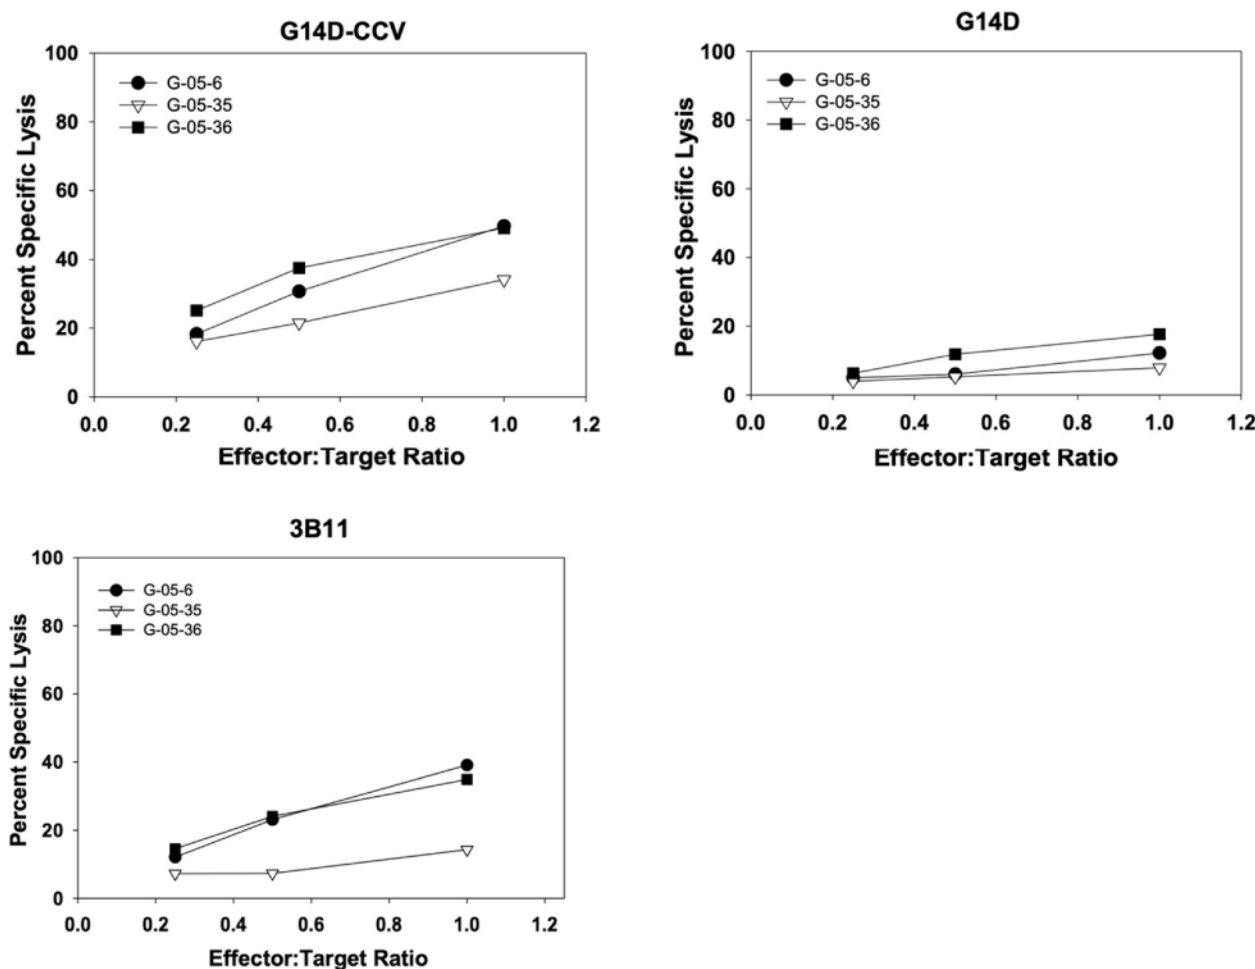 G14D-CCV
Percent Specific Lysis
100
80
60
40
20
0
G-05-6
G-05-35
G-05-36
0.0 0.2 0.4 0.6 0.8 1.0 1.2
Effector:Target Ratio
G14D
Percent Specific Lysis
100
80
60
40
20
0
G-05-6
G-05-35
G-05-36
0.0 0.2 0.4 0.6 0.8 1.0 1.2
Effector:Target Ratio
3B11
Percent Specific Lysis
100
80
60
40
20
0
G-05-6
G-05-35
G-05-36
0.0 0.2 0.4 0.6 0.8 1.0 1.2
Effector:Target Ratio